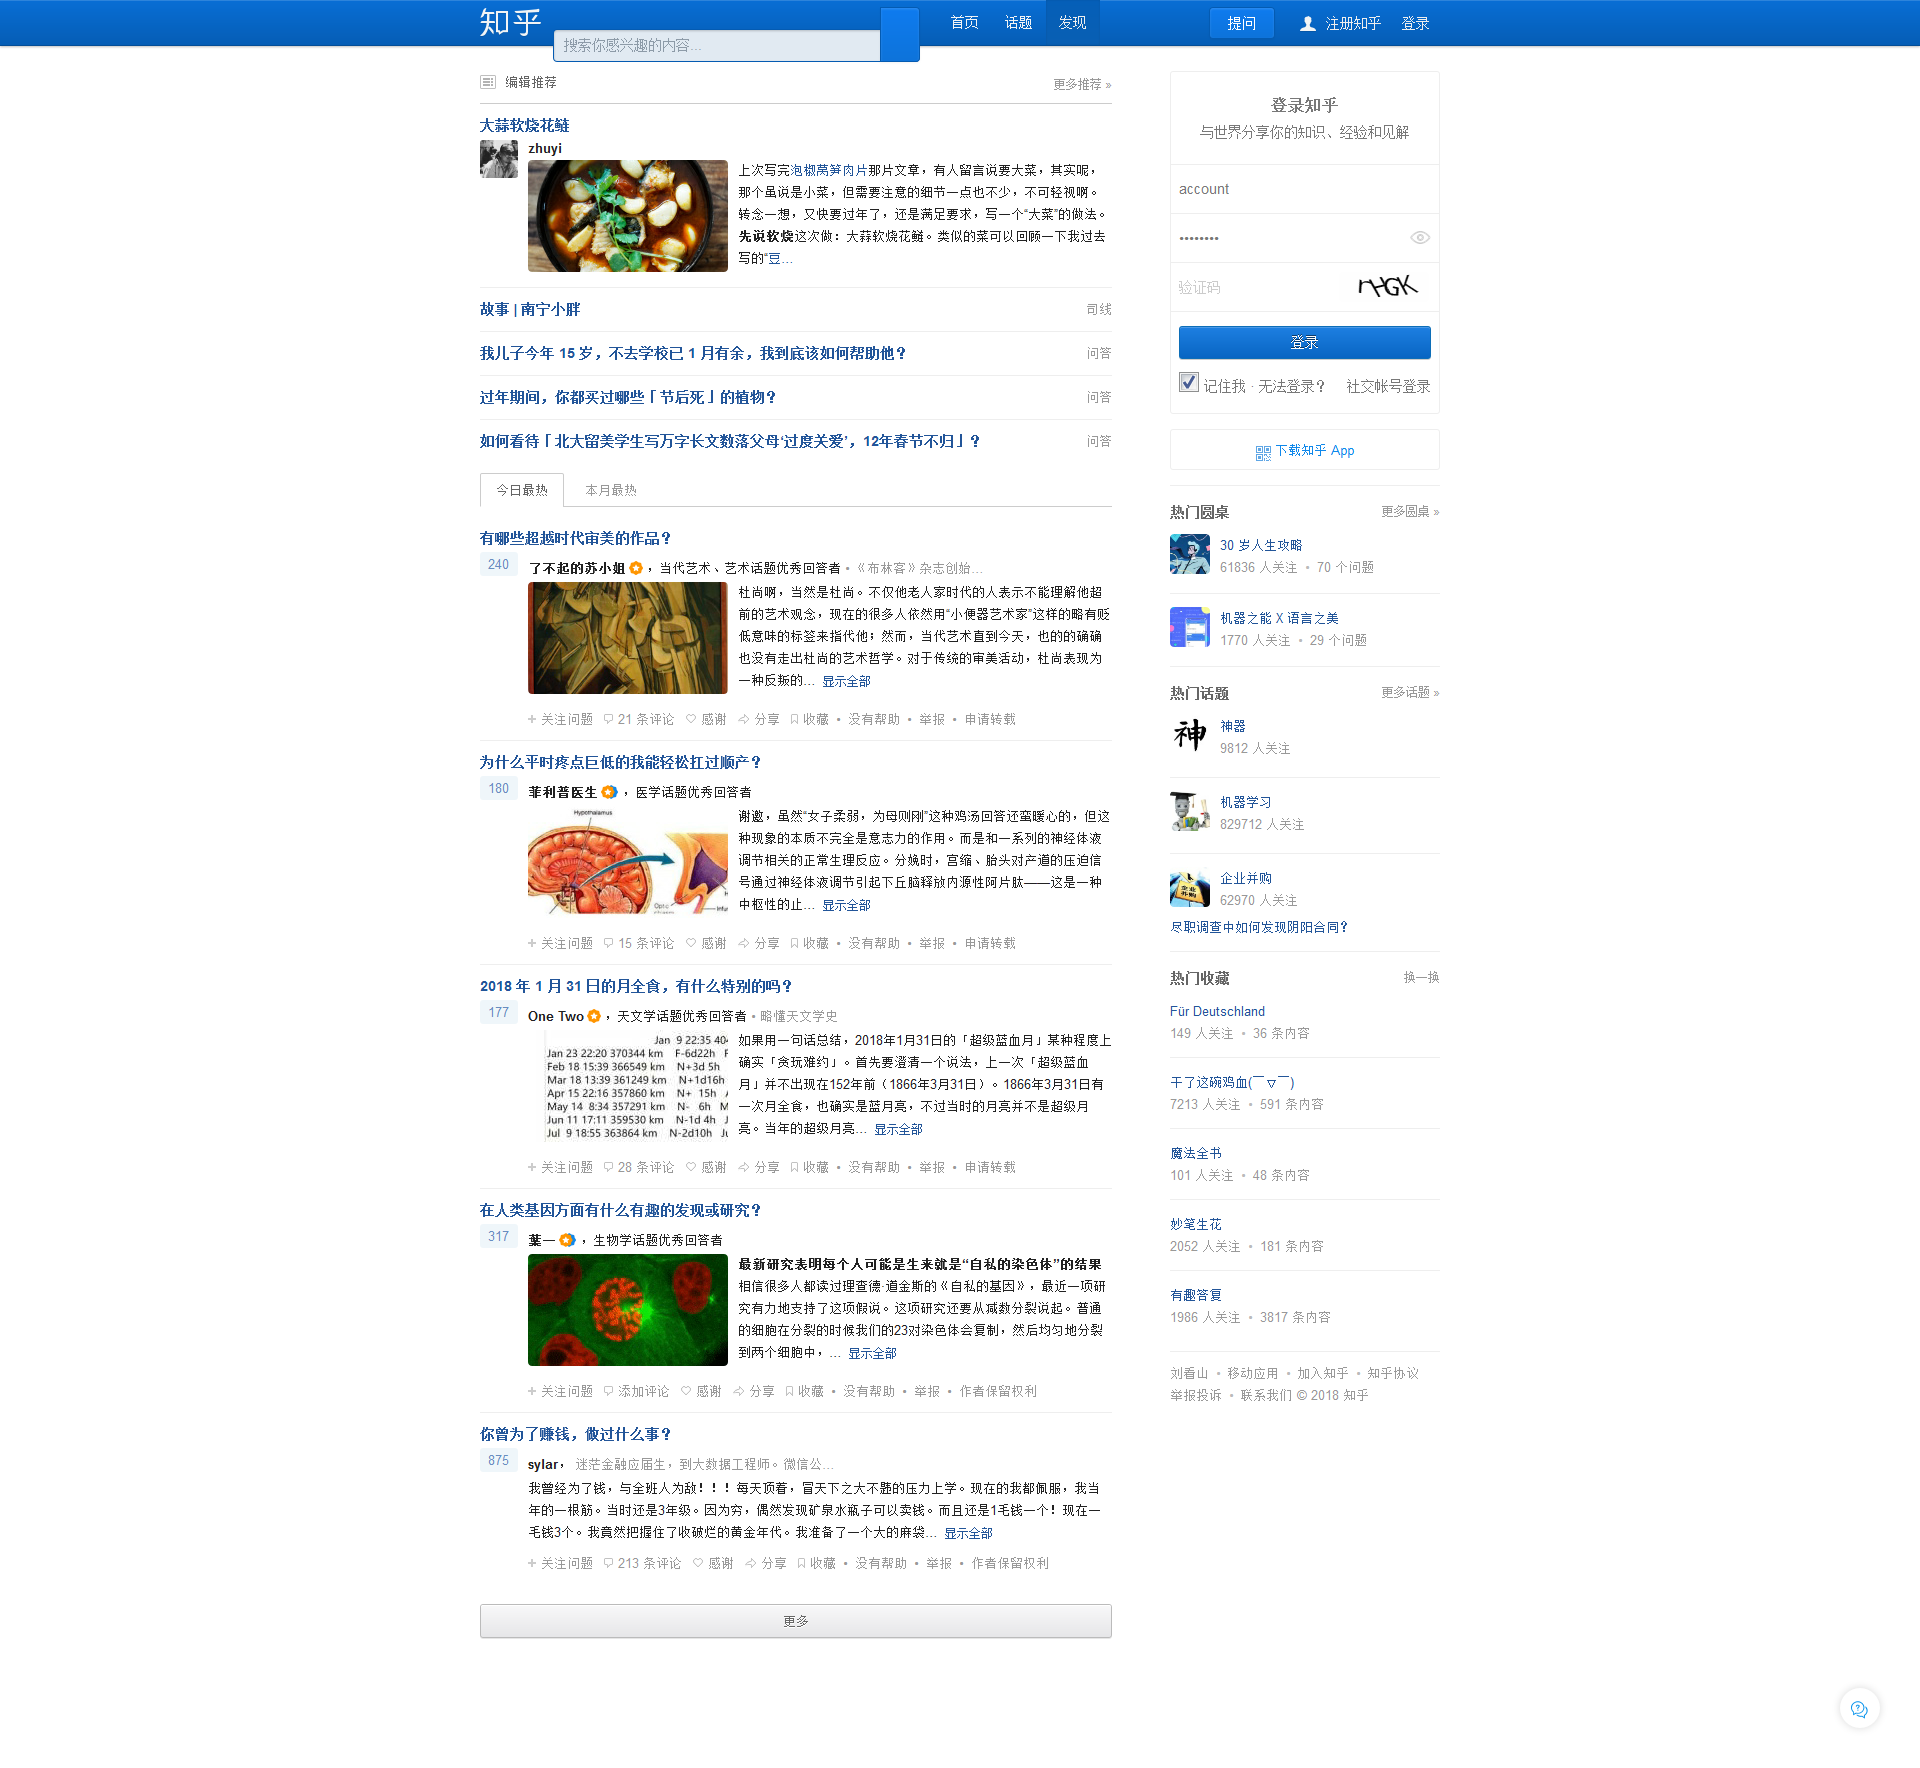 知乎
搜索你感兴趣的内容...
首页 话题 发现
提问 注册知乎 登录
编辑推荐 更多推荐 »
大蒜软烧花鲢
zhuyi
上次写完泡椒莴笋肉片那片文章，有人留言说要大菜，其实呢，
那个虽说是小菜，但需要注意的细节一点也不少，不可轻视啊。
转念一想，又快要过年了，还是满足要求，写一个“大菜”的做法。
先说软烧这次做：大蒜软烧花鲢。类似的菜可以回顾一下我过去
写的“豆…
故事 | 南宁小胖 司线
我儿子今年 15 岁，不去学校已 1 月有余，我到底该如何帮助他？ 问答
过年期间，你都买过哪些「节后死」的植物？ 问答
如何看待「北大留美学生写万字长文数落父母‘过度关爱’，12年春节不归」？ 问答
今日最热 本月最热
有哪些超越时代审美的作品？
240 了不起的苏小姐 ，当代艺术、艺术话题优秀回答者 • 《布林客》杂志创始…
杜尚啊，当然是杜尚。不仅他老人家时代的人表示不能理解他超
前的艺术观念，现在的很多人依然用“小便器艺术家”这样的略有贬
低意味的标签来指代他；然而，当代艺术直到今天，也的的确确
也没有走出杜尚的艺术哲学。对于传统的审美活动，杜尚表现为
一种反叛的… 显示全部
关注问题 21 条评论 感谢 分享 收藏 • 没有帮助 • 举报 • 申请转载
为什么平时疼点巨低的我能轻松扛过顺产？
180 菲利普医生 ，医学话题优秀回答者
Hypothalamus
Optic
谢邀，虽然“女子柔弱，为母则刚”这种鸡汤回答还蛮暖心的，但这
种现象的本质不完全是意志力的作用。而是和一系列的神经体液
调节相关的正常生理反应。分娩时，宫缩、胎头对产道的压迫信
号通过神经体液调节引起下丘脑释放内源性阿片肽——这是一种
中枢性的止… 显示全部
关注问题 15 条评论 感谢 分享 收藏 • 没有帮助 • 举报 • 申请转载
2018 年 1 月 31 日的月全食，有什么特别的吗？
177 One Two ，天文学话题优秀回答者 • 略懂天文学史
Jan 9 22:35 404
Jan 23 22:20 370344 km F-6d22h F
Feb 18 15:39 366549 km N+3d 5h
Mar 18 13:39 361249 km N+1d16h
Apr 15 22:16 357860 km N+ 15h
May 14 8:34 357291 km N- 6h M
Jun 11 17:11 359530 km N-1d 4h J
Jul 9 18:55 363864 km N-2d10h Ju
如果用一句话总结，2018年1月31日的「超级蓝血月」某种程度上
确实「贪玩难约」。首先要澄清一个说法，上一次「超级蓝血
月」并不出现在152年前（1866年3月31日）。1866年3月31日有
一次月全食，也确实是蓝月亮，不过当时的月亮并不是超级月
亮。当年的超级月亮… 显示全部
关注问题 28 条评论 感谢 分享 收藏 • 没有帮助 • 举报 • 申请转载
在人类基因方面有什么有趣的发现或研究？
317 葉一 ，生物学话题优秀回答者
最新研究表明每个人可能是生来就是“自私的染色体”的结果
相信很多人都读过理查德·道金斯的《自私的基因》，最近一项研
究有力地支持了这项假说。这项研究还要从减数分裂说起。普通
的细胞在分裂的时候我们的23对染色体会复制，然后均匀地分裂
到两个细胞中，… 显示全部
关注问题 添加评论 感谢 分享 收藏 • 没有帮助 • 举报 • 作者保留权利
你曾为了赚钱，做过什么事？
875 sylar， 迷茫金融应届生，到大数据工程师。微信公…
我曾经为了钱，与全班人为敌！！！每天顶着，冒天下之大不韪的压力上学。现在的我都佩服，我当
年的一根筋。当时还是3年级。因为穷，偶然发现矿泉水瓶子可以卖钱。而且还是1毛钱一个！现在一
毛钱3个。我竟然把握住了收破烂的黄金年代。我准备了一个大的麻袋… 显示全部
关注问题 213 条评论 感谢 分享 收藏 • 没有帮助 • 举报 • 作者保留权利
更多
登录知乎
与世界分享你的知识、经验和见解
account
••••••••
验证码 rHGK
登录
记住我 · 无法登录？ 社交帐号登录
下载知乎 App
热门圆桌 更多圆桌 »
30 岁人生攻略
61836 人关注 • 70 个问题
机器之能 X 语言之美
1770 人关注 • 29 个问题
热门话题 更多话题 »
神
神器
9812 人关注
机器学习
829712 人关注
企业并购
企业并购
62970 人关注
尽职调查中如何发现阴阳合同？
热门收藏 换一换
Für Deutschland
149 人关注 • 36 条内容
干了这碗鸡血(￣▽￣)
7213 人关注 • 591 条内容
魔法全书
101 人关注 • 48 条内容
妙笔生花
2052 人关注 • 181 条内容
有趣答复
1986 人关注 • 3817 条内容
刘看山 • 移动应用 • 加入知乎 • 知乎协议
举报投诉 • 联系我们 © 2018 知乎